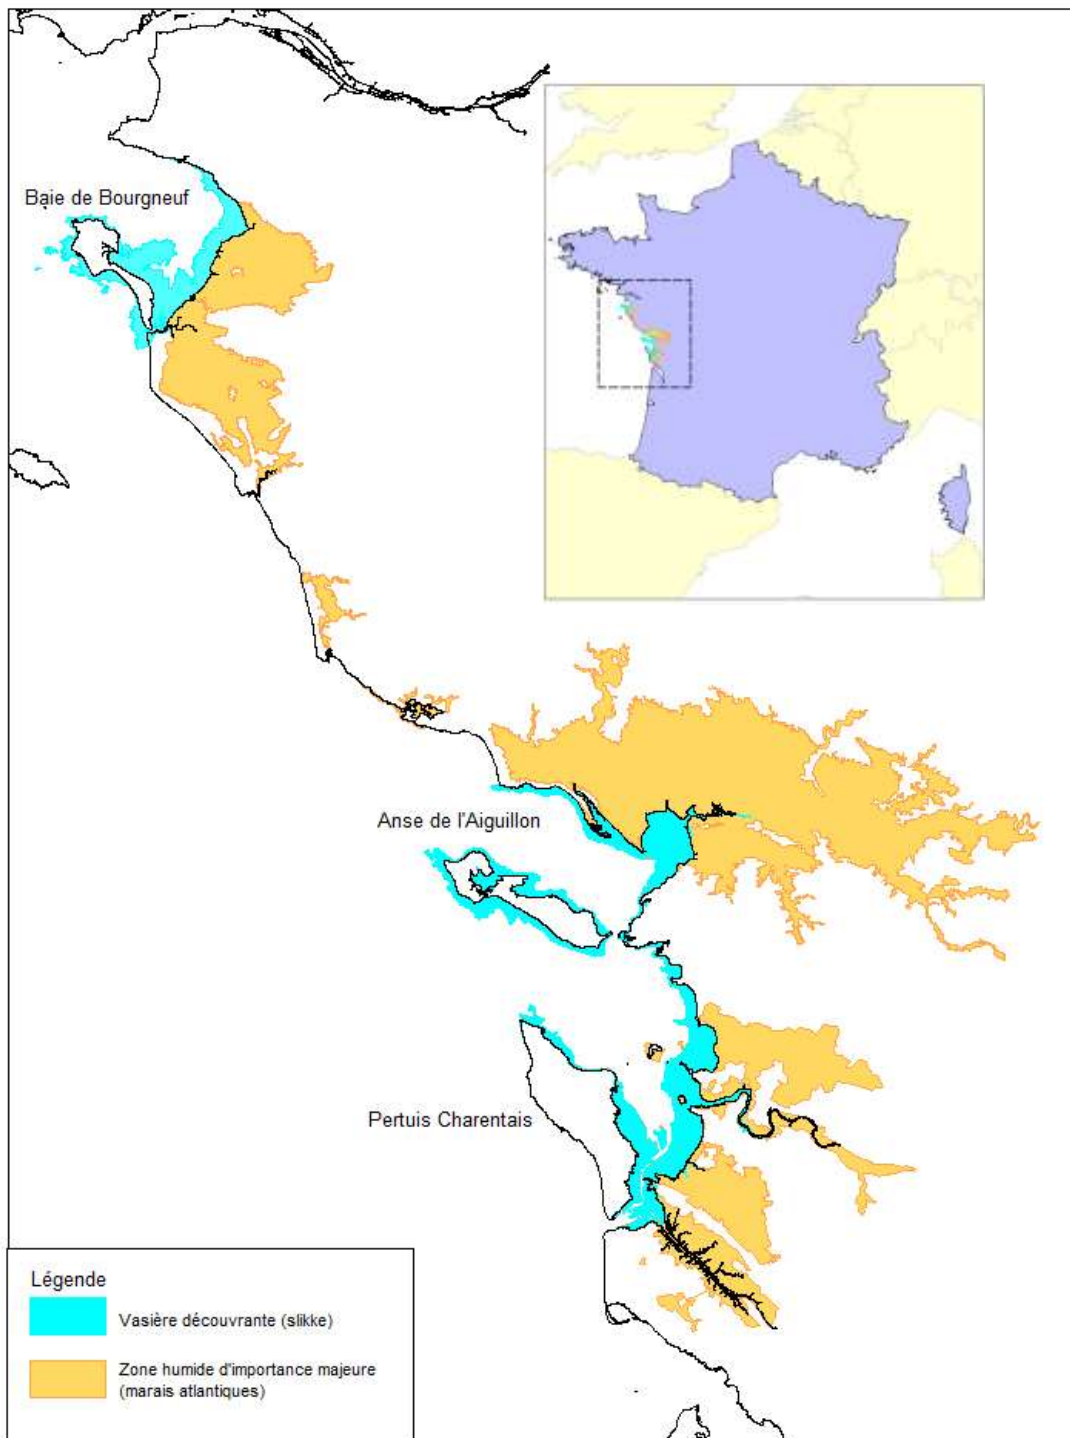 Baie de Bourgneuf
Anse de l'Aiguillon
Pertuis Charentais
Légende
Vasière découvrante (slikke)
Zone humide d'importance majeure
(marais atlantiques)